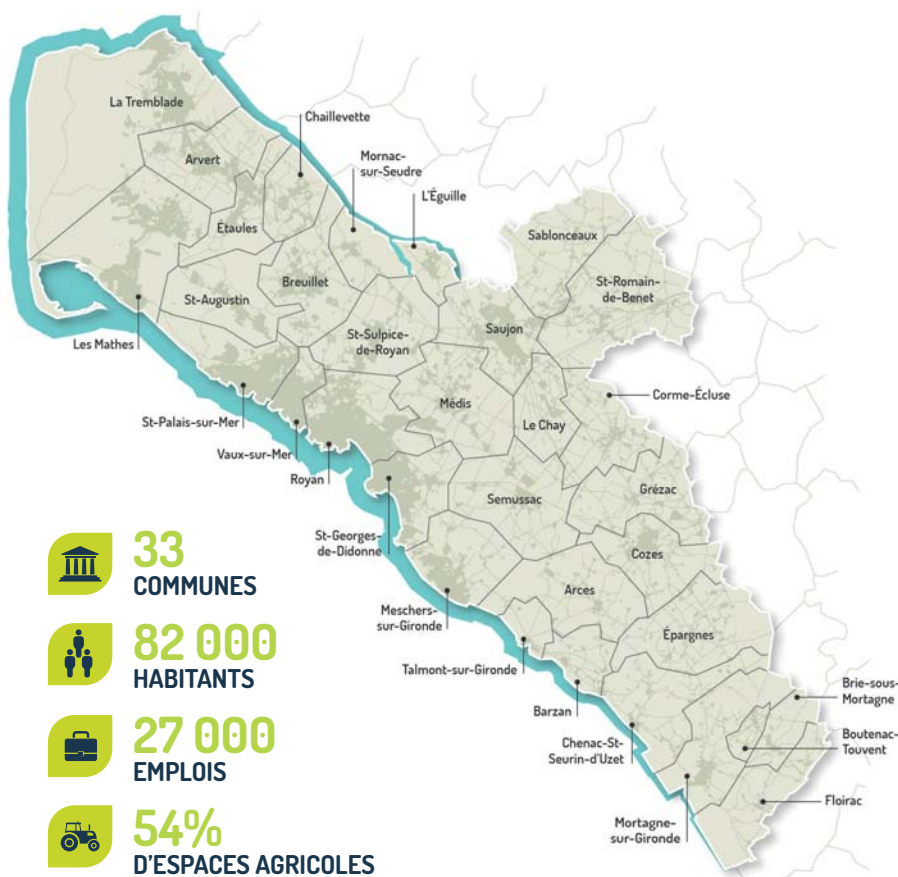 La Tremblade
Chaillevette
Arvert
Mornac-
sur-Seudre
L'Éguille
Étaules
Sablonceaux
Breuillet
St-Romain-
de-Benet
St-Augustin
Saujon
St-Sulpice-
de-Royan
Les Mathes
Corme-Écluse
Médis
St-Palais-sur-Mer
Le Chay
Vaux-sur-Mer
Royan
Grézac
Semussac
St-Georges-
de-Didonne
Cozes
Arces
Meschers-
sur-Gironde
Épargnes
Talmont-sur-Gironde
Brie-sous-
Mortagne
Barzan
Boutenac-
Touvent
Chenac-St-
Seurin-d'Uzet
Floirac
Mortagne-
sur-Gironde
33
COMMUNES
82 000
HABITANTS
27 000
EMPLOIS
54%
D'ESPACES AGRICOLES